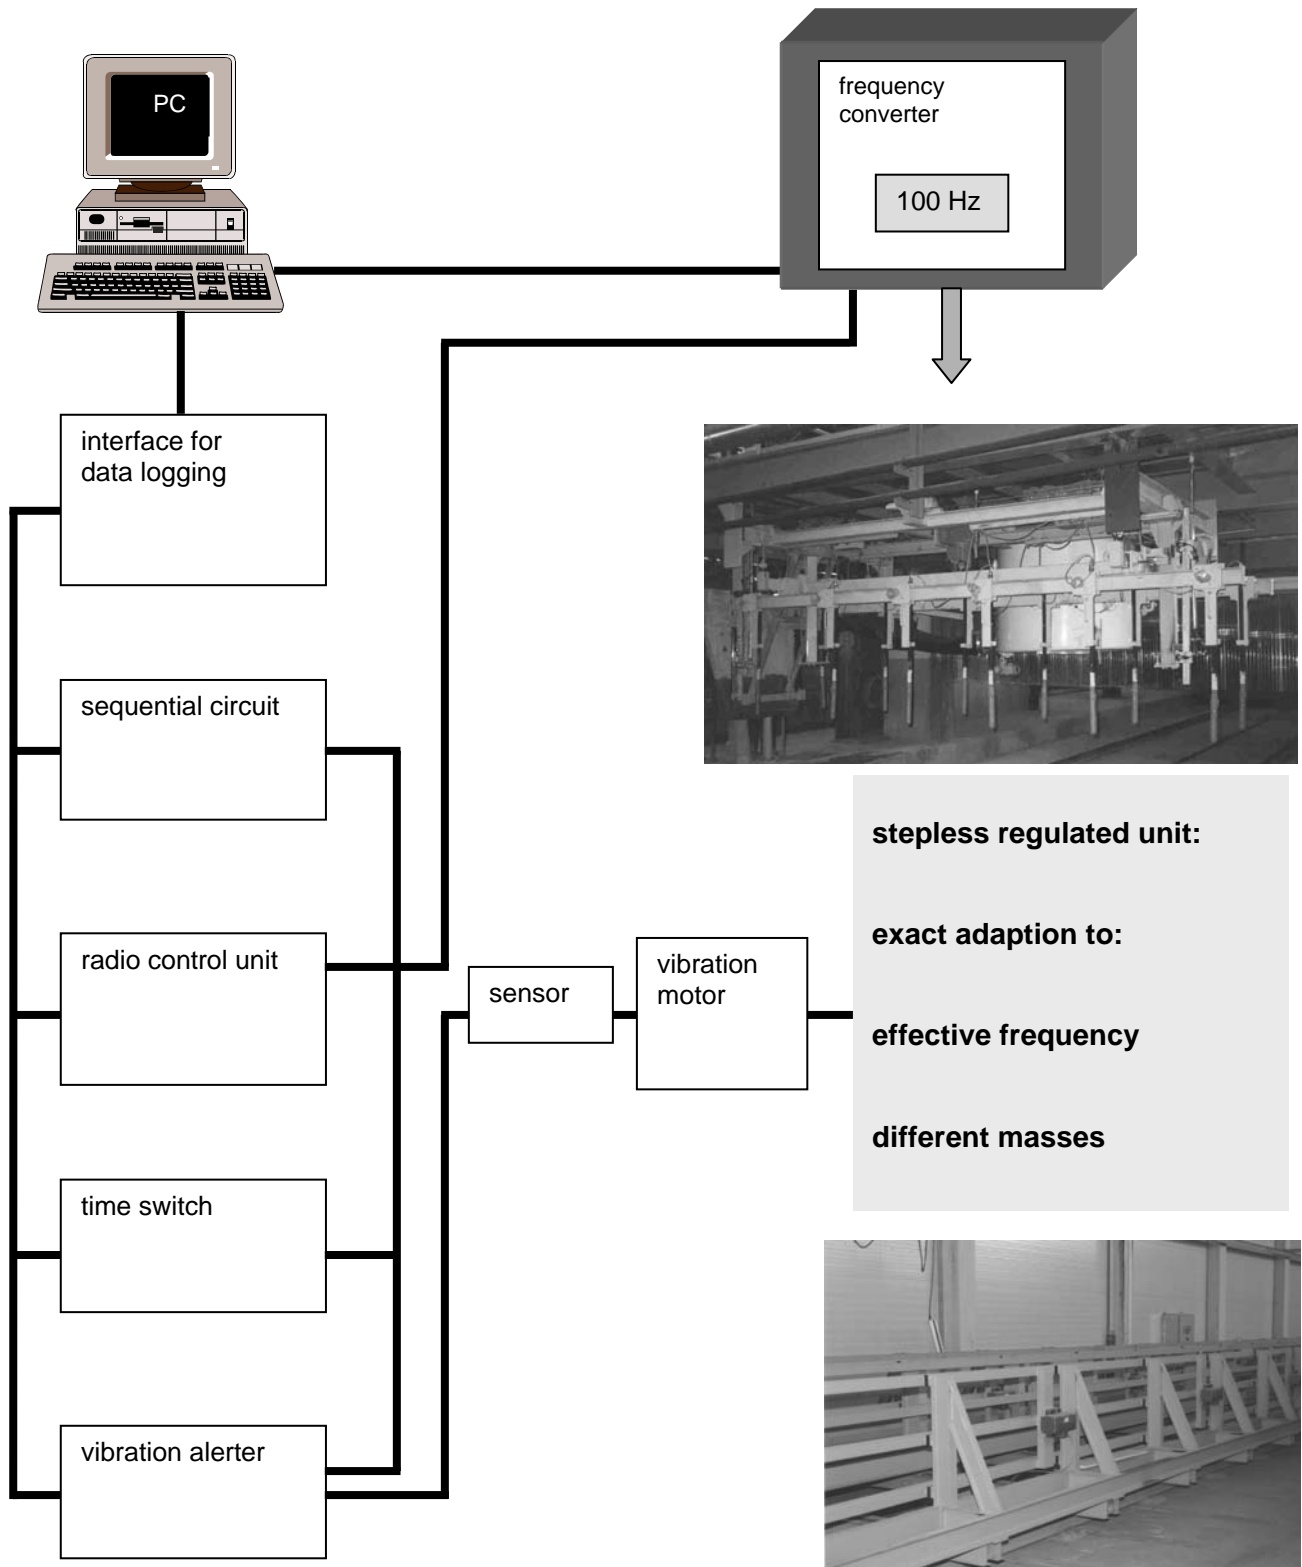 PC
frequency
converter
100 Hz
interface for
data logging
sequential circuit
stepless regulated unit:
exact adaption to:
radio control unit
sensor
vibration
motor
effective frequency
different masses
time switch
vibration alerter